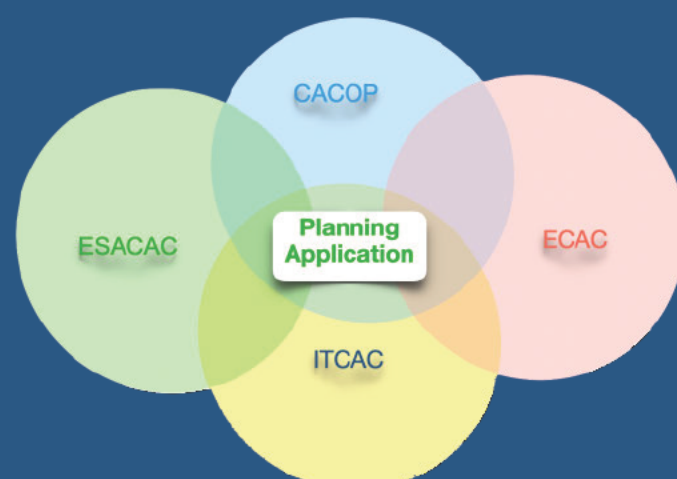 CACOP
Planning
Application
ESACAC
ECAC
ITCAC